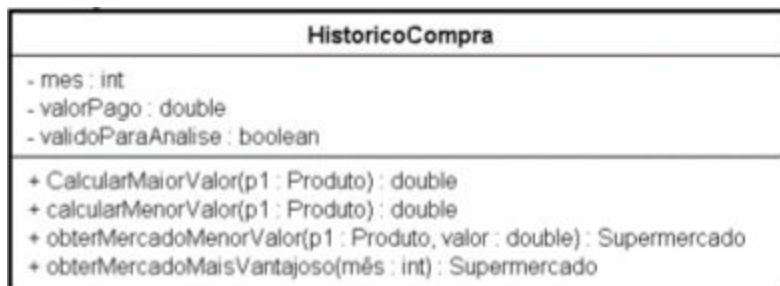 HistoricoCompra
- mes : int
- valorPago : double
- validoParaAnalise : boolean
+ CalcularMaiorValor(p1 : Produto) : double
+ calcularMenorValor(p1 : Produto) : double
+ obterMercadoMenorValor(p1 : Produto, valor : double) : Supermercado
+ obterMercadoMaisVantajoso(mês : int) : Supermercado